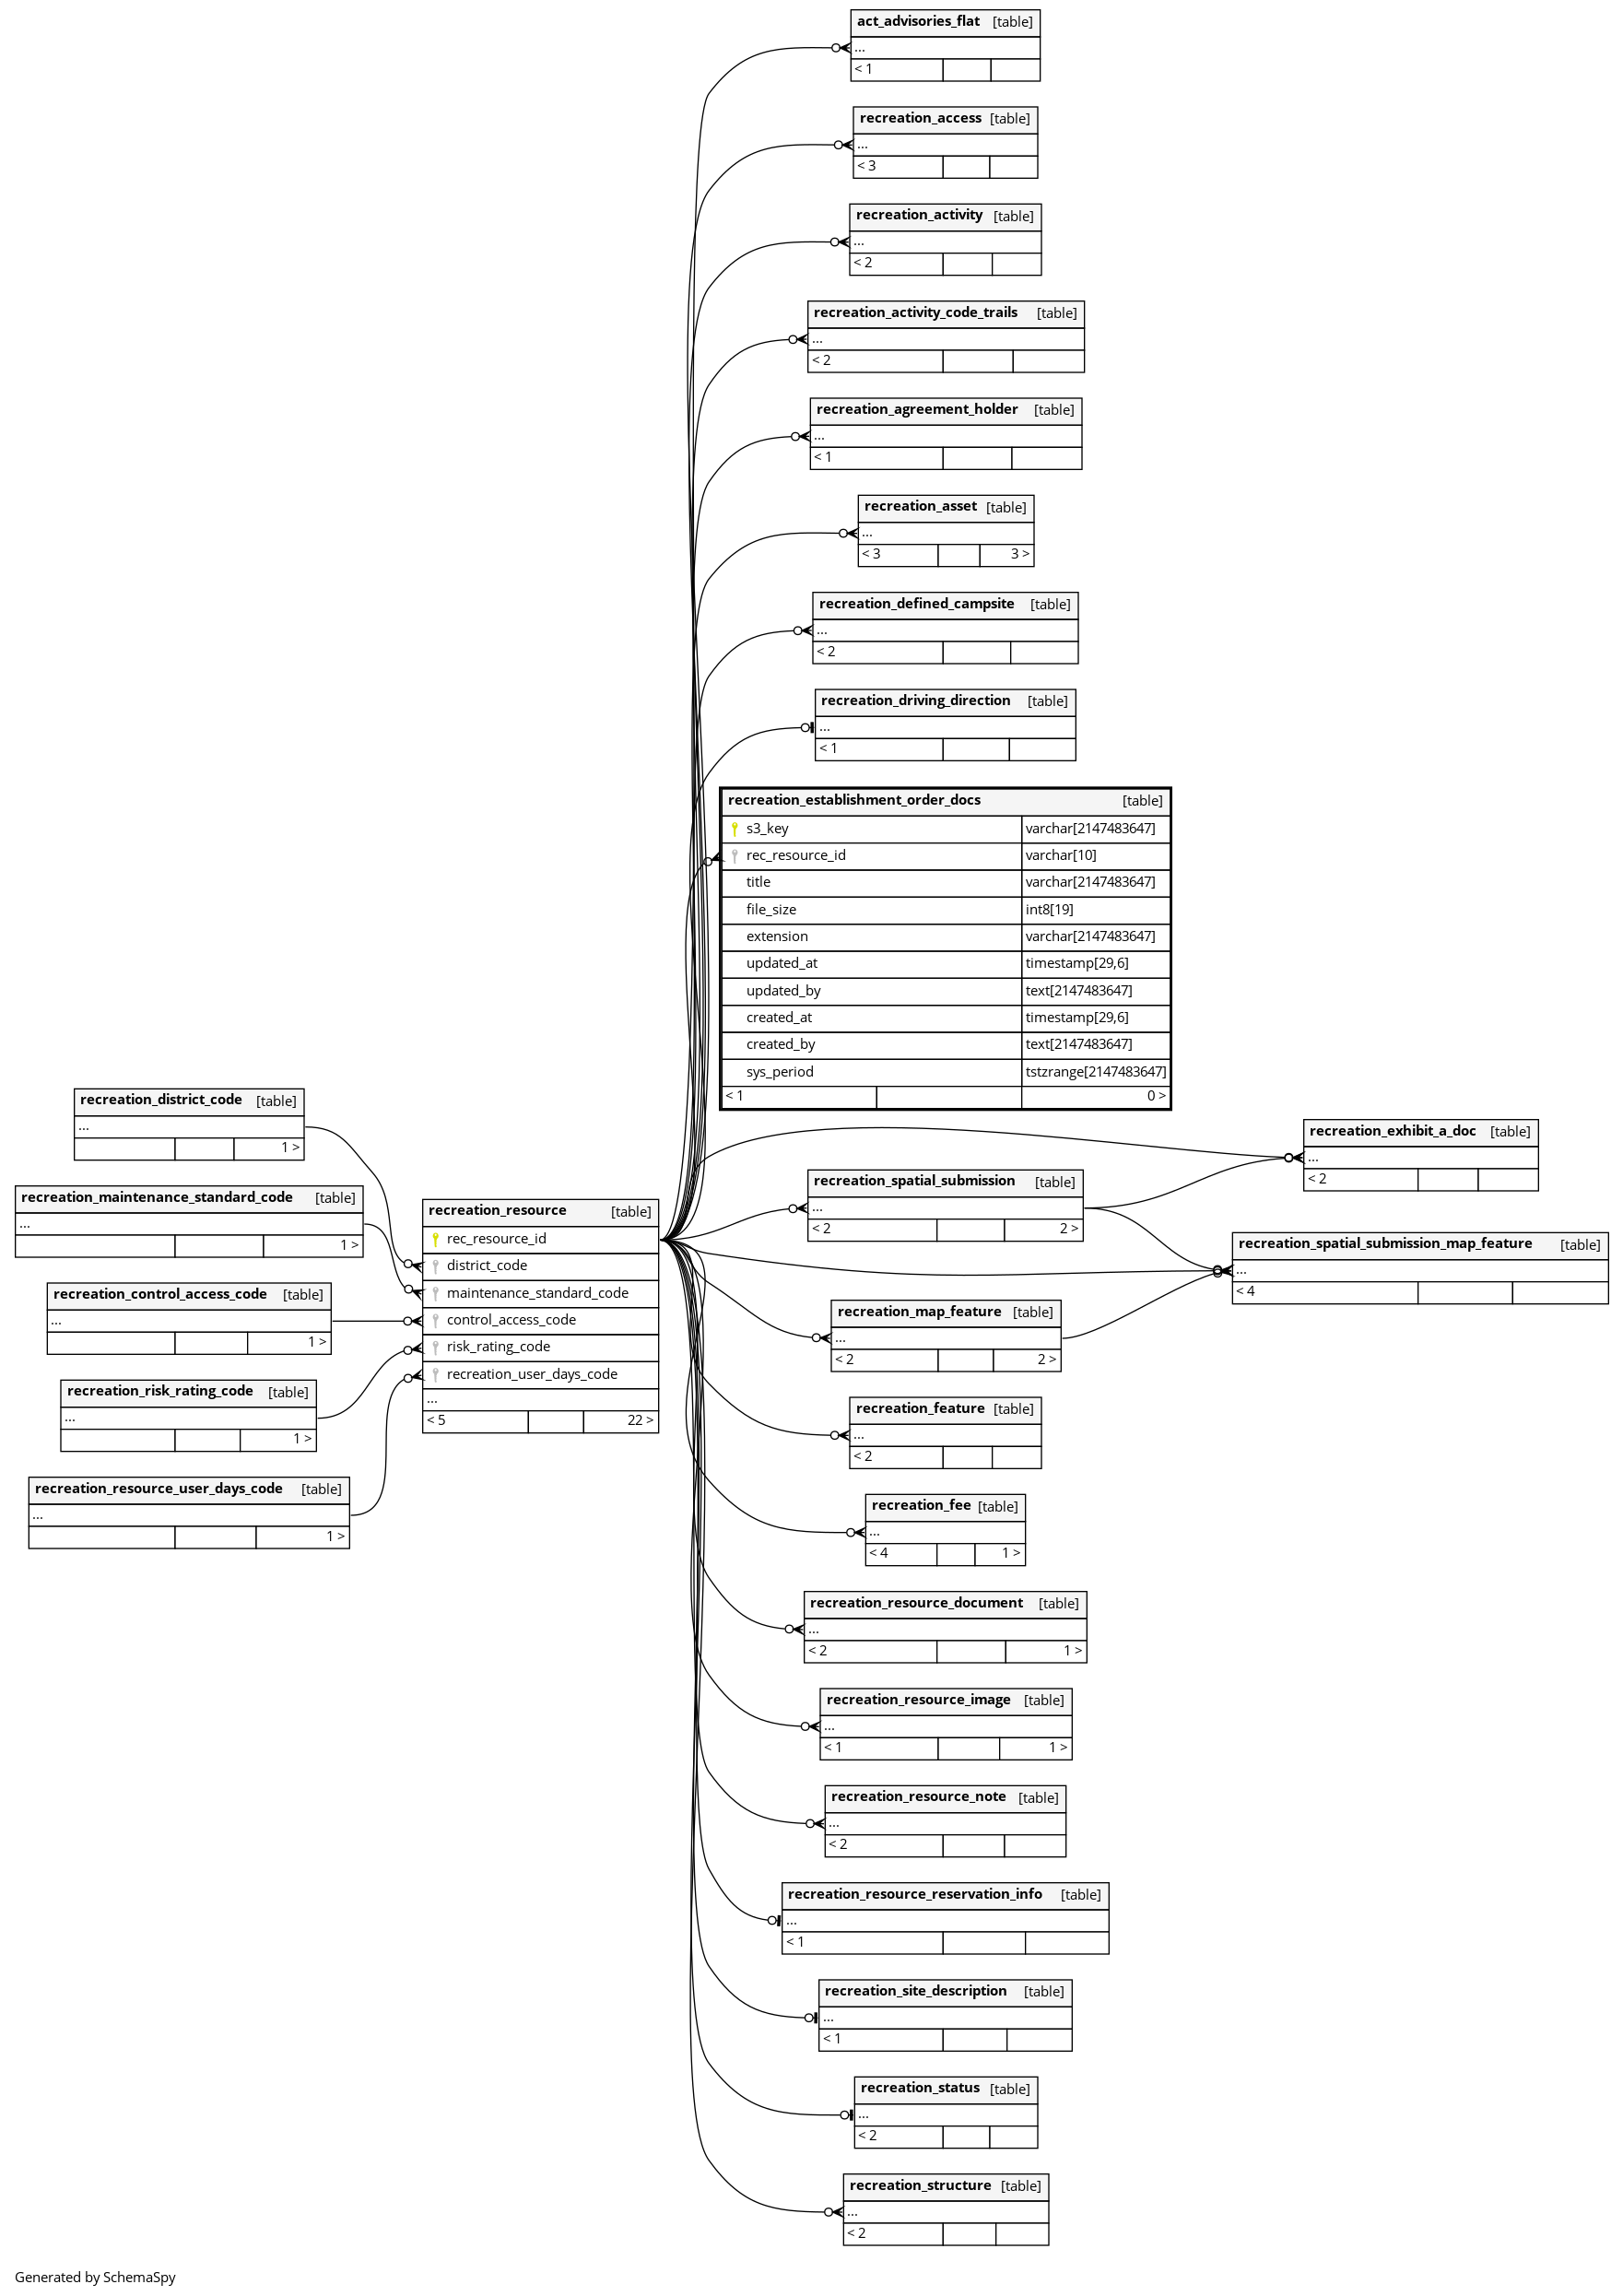 act_advisories_flat [table]
...
< 1
recreation_access [table]
...
< 3
recreation_activity [table]
...
< 2
recreation_activity_code_trails [table]
...
< 2
recreation_agreement_holder [table]
...
< 1
recreation_asset [table]
...
< 3 3 >
recreation_defined_campsite [table]
...
< 2
recreation_driving_direction [table]
...
< 1
recreation_establishment_order_docs [table]
s3_key varchar[2147483647]
rec_resource_id varchar[10]
title varchar[2147483647]
file_size int8[19]
extension varchar[2147483647]
updated_at timestamp[29,6]
updated_by text[2147483647]
created_at timestamp[29,6]
created_by text[2147483647]
sys_period tstzrange[2147483647]
< 1 0 >
recreation_district_code [table]
...
1 >
recreation_maintenance_standard_code [table]
...
1 >
recreation_control_access_code [table]
...
1 >
recreation_risk_rating_code [table]
...
1 >
recreation_resource_user_days_code [table]
...
1 >
recreation_resource [table]
rec_resource_id
district_code
maintenance_standard_code
control_access_code
risk_rating_code
recreation_user_days_code
...
< 5 22 >
recreation_exhibit_a_doc [table]
...
< 2
recreation_spatial_submission [table]
...
< 2 2 >
recreation_spatial_submission_map_feature [table]
...
< 4
recreation_map_feature [table]
...
< 2 2 >
recreation_feature [table]
...
< 2
recreation_fee [table]
...
< 4 1 >
recreation_resource_document [table]
...
< 2 1 >
recreation_resource_image [table]
...
< 1 1 >
recreation_resource_note [table]
...
< 2
recreation_resource_reservation_info [table]
...
< 1
recreation_site_description [table]
...
< 1
recreation_status [table]
...
< 2
recreation_structure [table]
...
< 2
Generated by SchemaSpy